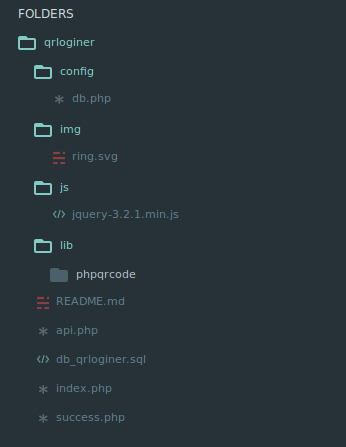 FOLDERS
qrloginer
config
db.php
img
ring.svg
js
jquery-3.2.1.min.js
lib
phpqrcode
README.md
api.php
db_qrloginer.sql
index.php
success.php